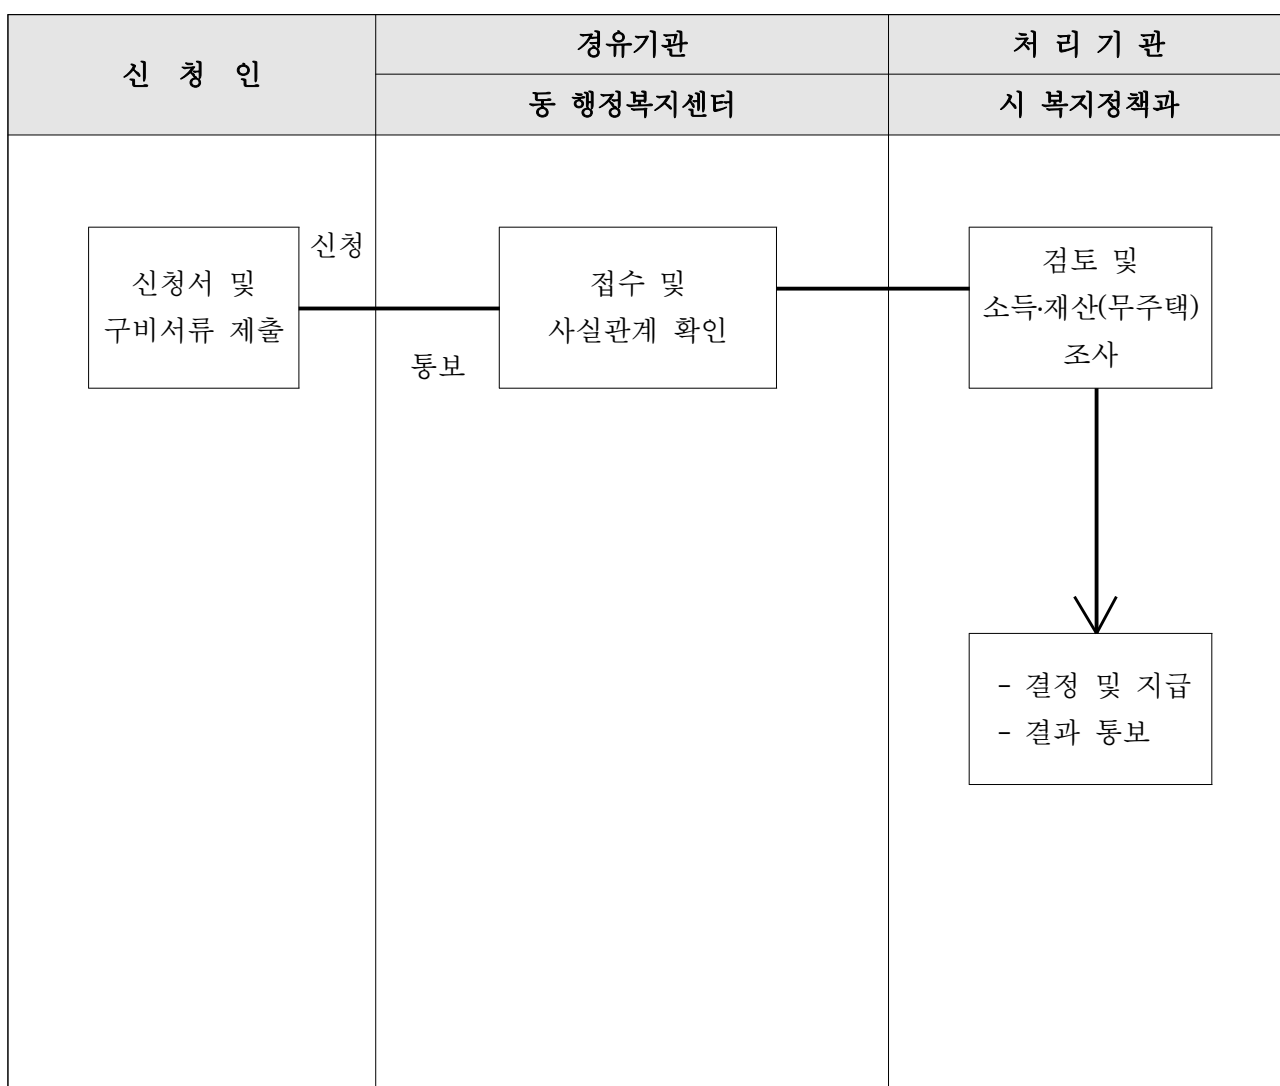 신 청 인
경유기관
처 리 기 관
동 행정복지센터
시 복지정책과
신청서 및
구비서류 제출
신청
통보
접수 및
사실관계 확인
검토 및
소득·재산(무주택)
조사
- 결정 및 지급
- 결과 통보